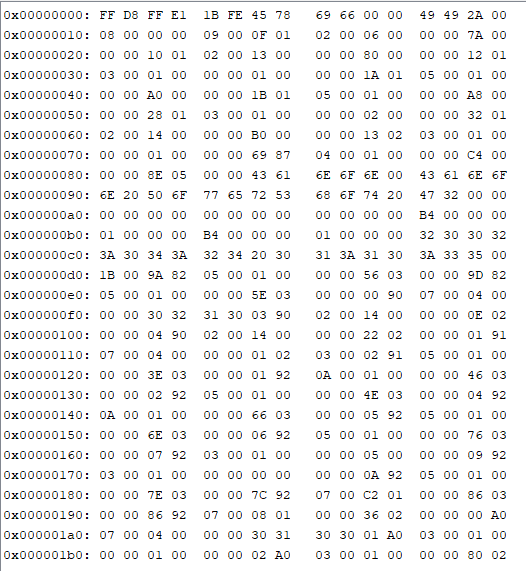 0x00000000: FF D8 FF E1 1B FE 45 78 69 66 00 00 49 49 2A 00
0x00000010: 08 00 00 00 09 00 0F 01 02 00 06 00 00 00 7A 00
0x00000020: 00 00 10 01 02 00 13 00 00 00 80 00 00 00 12 01
0x00000030: 03 00 01 00 00 00 01 00 00 00 1A 01 05 00 01 00
0x00000040: 00 00 A0 00 00 00 1B 01 05 00 01 00 00 00 A8 00
0x00000050: 00 00 28 01 03 00 01 00 00 00 02 00 00 00 32 01
0x00000060: 02 00 14 00 00 00 B0 00 00 00 13 02 03 00 01 00
0x00000070: 00 00 01 00 00 00 69 87 04 00 01 00 00 00 C4 00
0x00000080: 00 00 8E 05 00 00 43 61 6E 6F 6E 00 43 61 6E 6F
0x00000090: 6E 20 50 6F 77 65 72 53 68 6F 74 20 47 32 00 00
0x000000a0: 00 00 00 00 00 00 00 00 00 00 00 00 B4 00 00 00
0x000000b0: 01 00 00 00 B4 00 00 00 01 00 00 00 32 30 30 32
0x000000c0: 3A 30 34 3A 32 34 20 30 31 3A 31 30 3A 33 35 00
0x000000d0: 1B 00 9A 82 05 00 01 00 00 00 56 03 00 00 9D 82
0x000000e0: 05 00 01 00 00 00 5E 03 00 00 00 90 07 00 04 00
0x000000f0: 00 00 30 32 31 30 03 90 02 00 14 00 00 00 0E 02
0x00000100: 00 00 04 90 02 00 14 00 00 00 22 02 00 00 01 91
0x00000110: 07 00 04 00 00 00 01 02 03 00 02 91 05 00 01 00
0x00000120: 00 00 3E 03 00 00 01 92 0A 00 01 00 00 00 46 03
0x00000130: 00 00 02 92 05 00 01 00 00 00 4E 03 00 00 04 92
0x00000140: 0A 00 01 00 00 00 66 03 00 00 05 92 05 00 01 00
0x00000150: 00 00 6E 03 00 00 06 92 05 00 01 00 00 00 76 03
0x00000160: 00 00 07 92 03 00 01 00 00 00 05 00 00 00 09 92
0x00000170: 03 00 01 00 00 00 00 00 00 00 0A 92 05 00 01 00
0x00000180: 00 00 7E 03 00 00 7C 92 07 00 C2 01 00 00 86 03
0x00000190: 00 00 86 92 07 00 08 01 00 00 36 02 00 00 00 A0
0x000001a0: 07 00 04 00 00 00 30 31 30 30 01 A0 03 00 01 00
0x000001b0: 00 00 01 00 00 00 02 A0 03 00 01 00 00 00 80 02